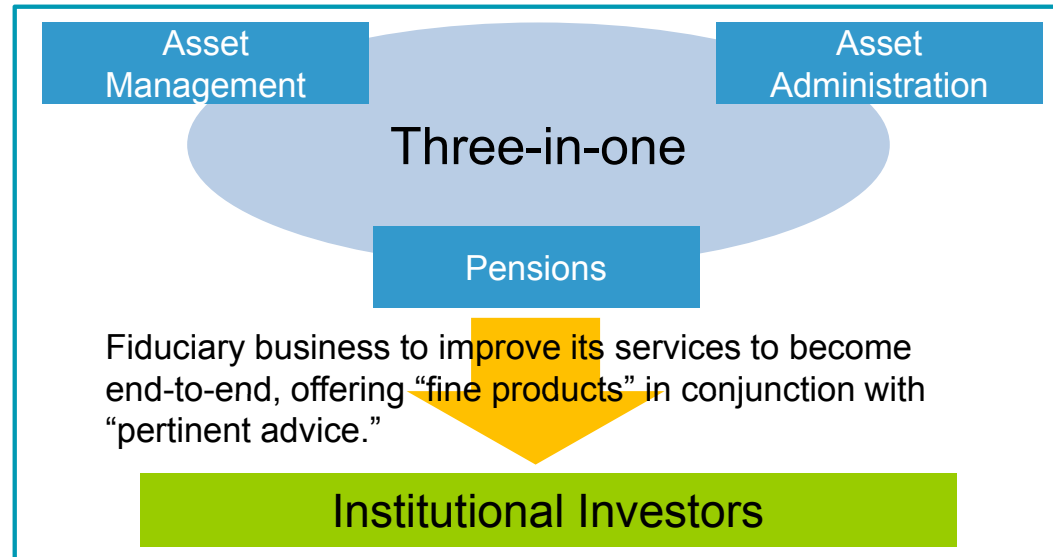 Asset
Management
Asset
Administration
Three-in-one
Pensions
Fiduciary business to improve its services to become
end-to-end, offering “fine products” in conjunction with
“pertinent advice.”
Institutional Investors